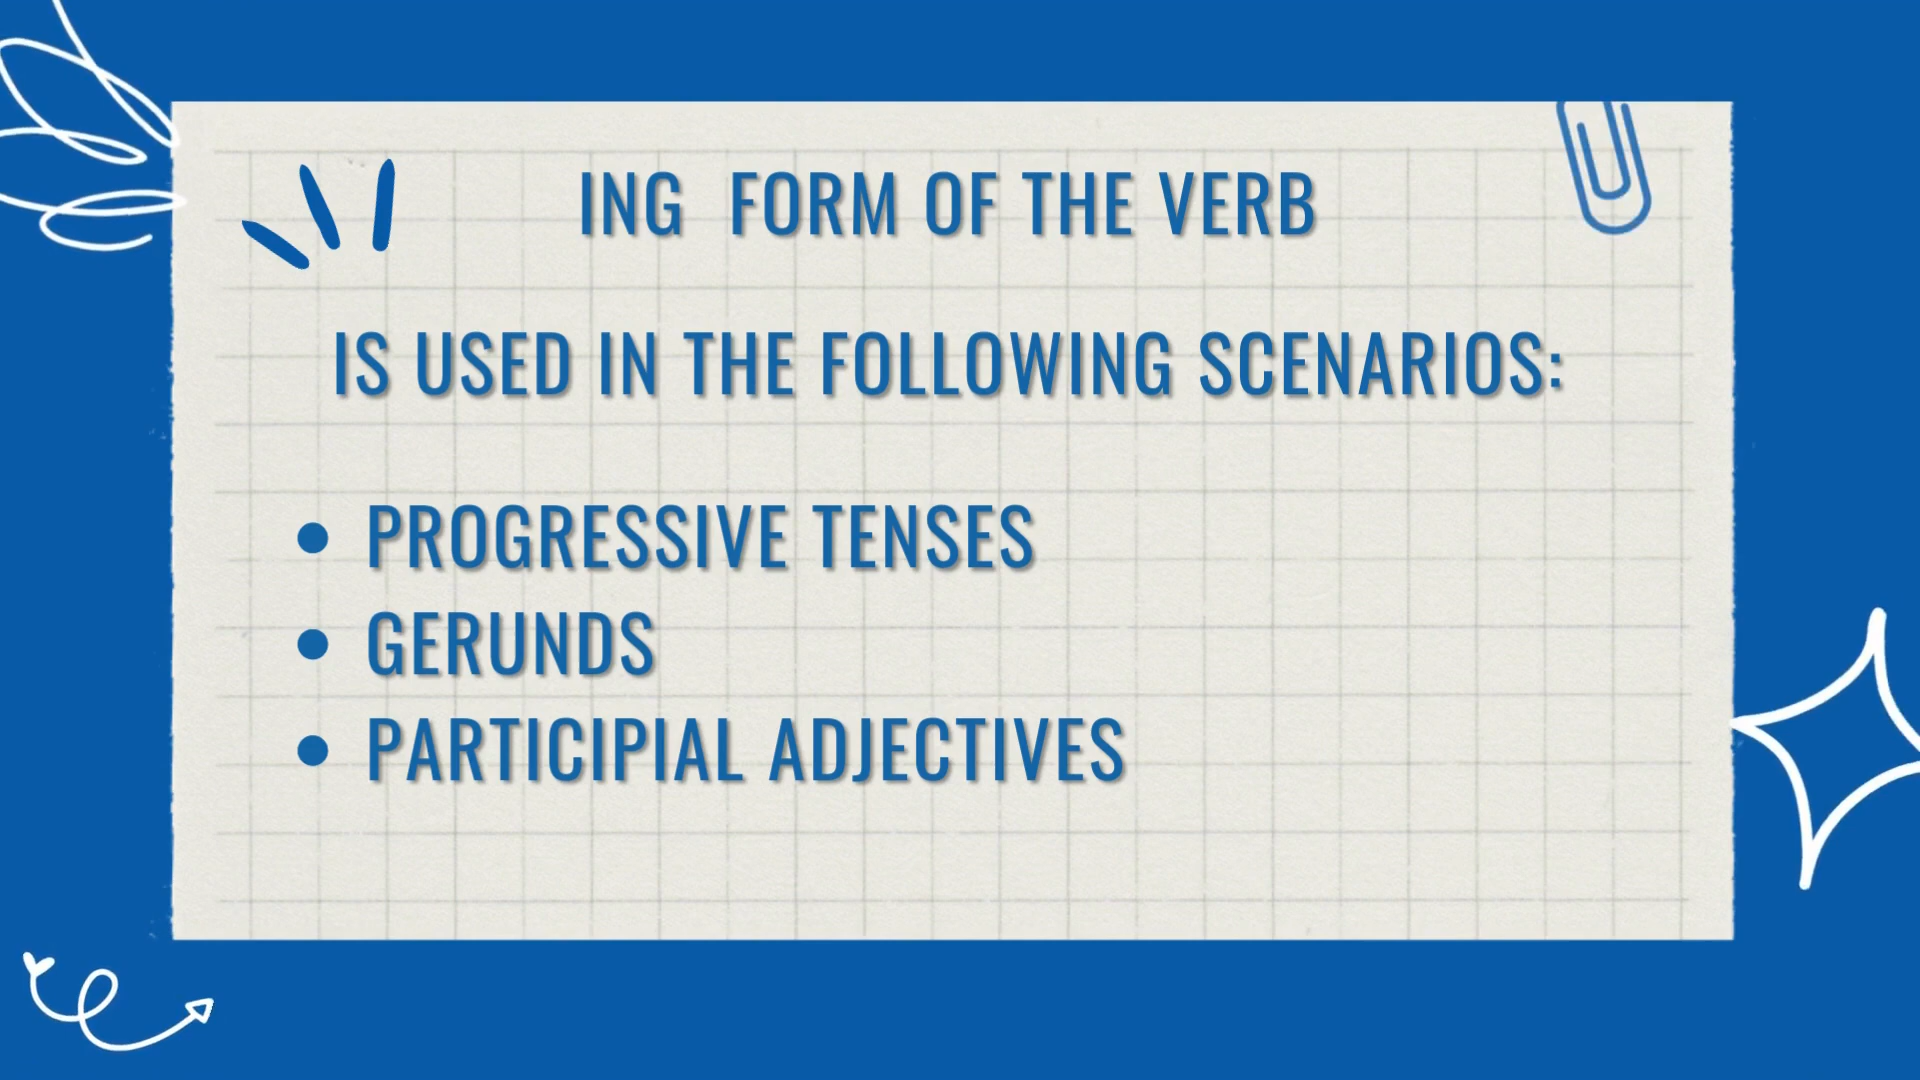 ING FORM OF THE VERB
IS USED IN THE FOLLOWING SCENARIOS:
• PROGRESSIVE TENSES
• GERUNDS
• PARTICIPIAL ADJECTIVES